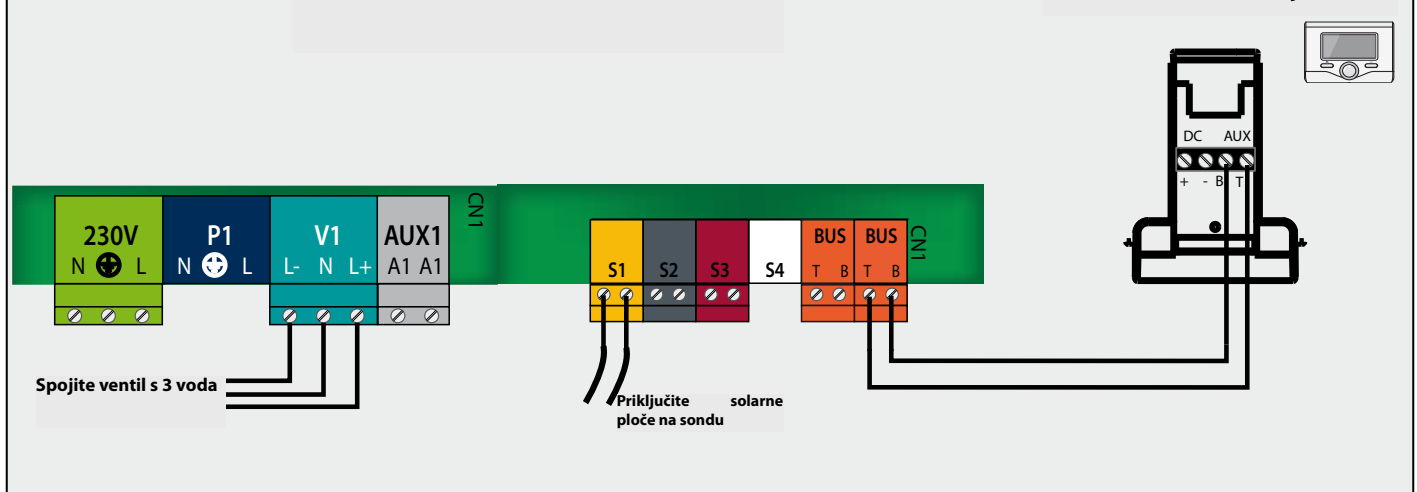 DC AUX
+ - B T
230V P1 V1 AUX1
N L N L L- N L+ A1 A1
CN1
S1 S2 S3 S4 BUS BUS
T B T B
CN1
Spojite ventil s 3 voda
Priključite solarne
ploče na sondu